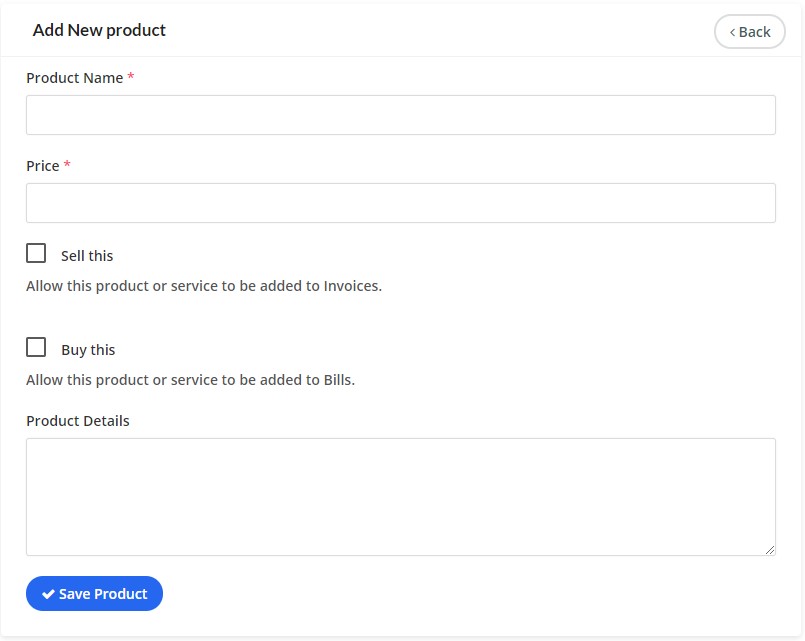 Add New product
‹ Back
Product Name *
Price *
Sell this
Allow this product or service to be added to Invoices.
Buy this
Allow this product or service to be added to Bills.
Product Details
✔ Save Product